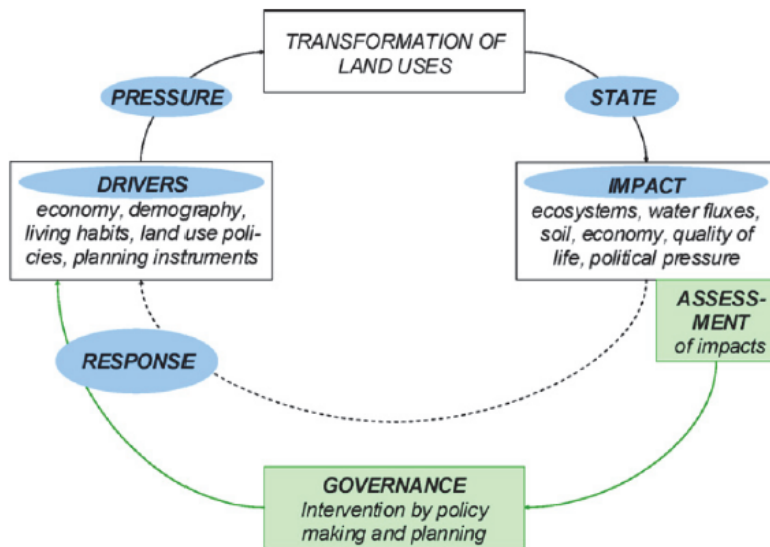 TRANSFORMATION OF
LAND USES
PRESSURE
STATE
DRIVERS
economy, demography,
living habits, land use poli-
cies, planning instruments
IMPACT
ecosystems, water fluxes,
soil, economy, quality of
life, political pressure
ASSESS-
MENT
of impacts
RESPONSE
GOVERNANCE
Intervention by policy
making and planning